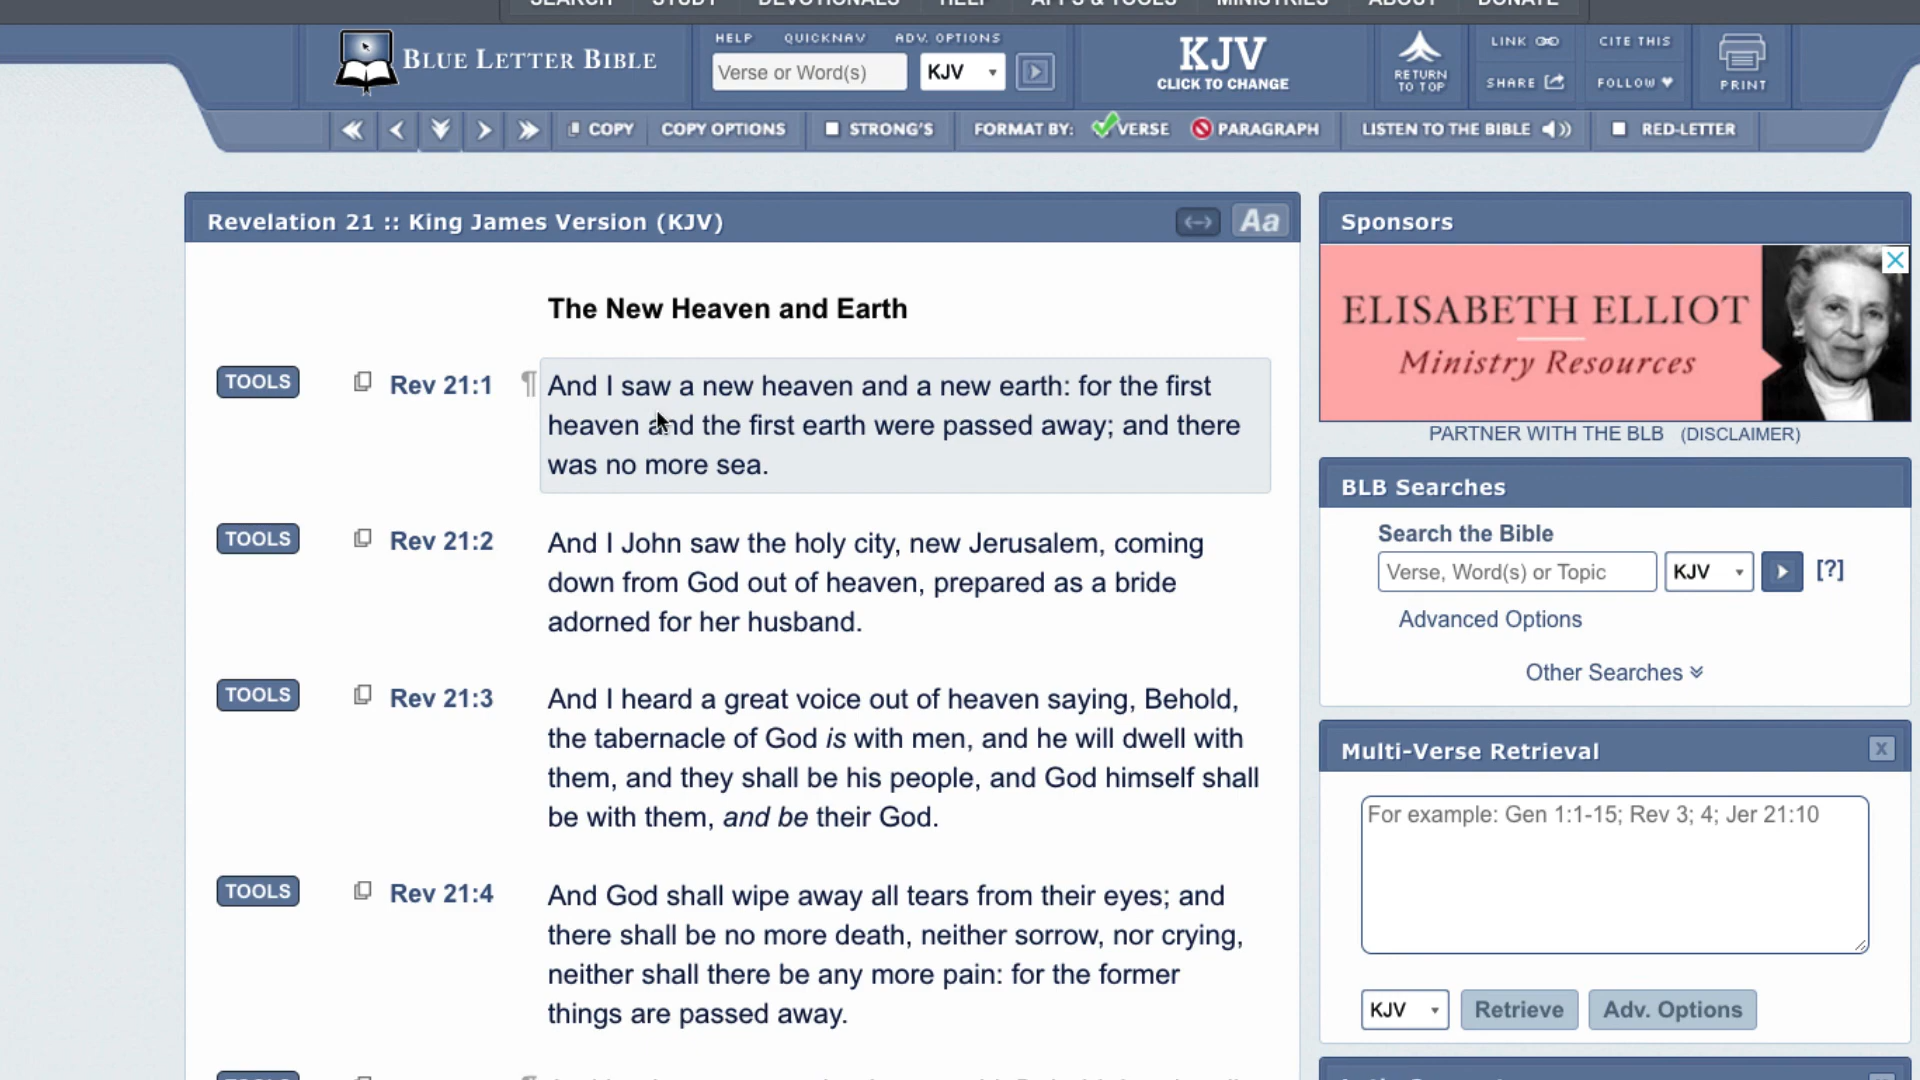 SEARCH STUDY DEVOTIONALS HELP APPS & TOOLS MINISTRIES ABOUT DONATE
BLUE LETTER BIBLE
HELP QUICKNAV ADV. OPTIONS
Verse or Word(s) KJV
KJV
CLICK TO CHANGE
RETURN
TO TOP
LINK
SHARE
CITE THIS
FOLLOW
PRINT
COPY COPY OPTIONS STRONG'S FORMAT BY: VERSE PARAGRAPH LISTEN TO THE BIBLE RED-LETTER
Revelation 21 :: King James Version (KJV) Aa
The New Heaven and Earth
TOOLS Rev 21:1 ¶ And I saw a new heaven and a new earth: for the first
heaven and the first earth were passed away; and there
was no more sea.
TOOLS Rev 21:2 And I John saw the holy city, new Jerusalem, coming
down from God out of heaven, prepared as a bride
adorned for her husband.
TOOLS Rev 21:3 And I heard a great voice out of heaven saying, Behold,
the tabernacle of God is with men, and he will dwell with
them, and they shall be his people, and God himself shall
be with them, and be their God.
TOOLS Rev 21:4 And God shall wipe away all tears from their eyes; and
there shall be no more death, neither sorrow, nor crying,
neither shall there be any more pain: for the former
things are passed away.
Sponsors
ELISABETH ELLIOT
Ministry Resources
PARTNER WITH THE BLB (DISCLAIMER)
BLB Searches
Search the Bible
Verse, Word(s) or Topic KJV [?]
Advanced Options
Other Searches
Multi-Verse Retrieval X
For example: Gen 1:1-15; Rev 3; 4; Jer 21:10
KJV Retrieve Adv. Options